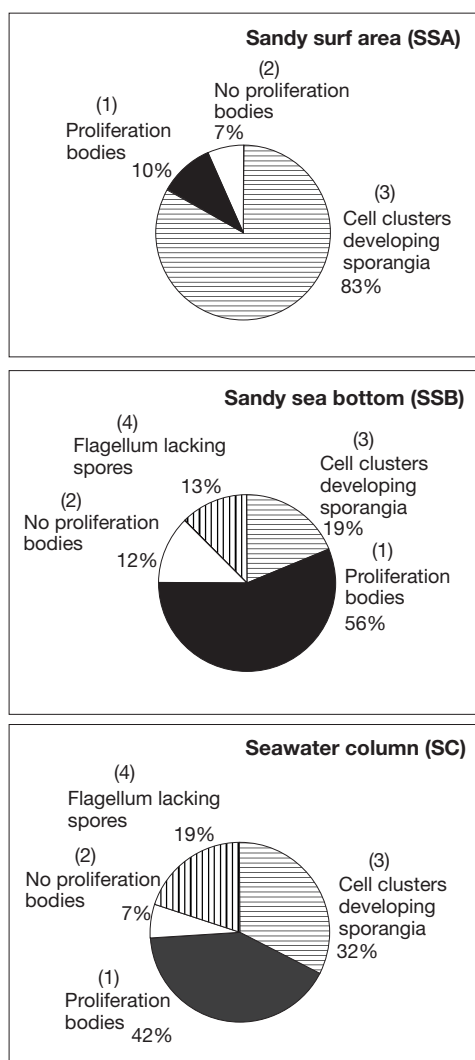 Sandy surf area (SSA)
(2)
No proliferation
bodies
7%
(1)
Proliferation
bodies
10%
(3)
Cell clusters
developing
sporangia
83%
Sandy sea bottom (SSB)
(4)
Flagellum lacking
spores
13%
(3)
Cell clusters
developing
sporangia
19%
(2)
No proliferation
bodies
12%
(1)
Proliferation
bodies
56%
Seawater column (SC)
(4)
Flagellum lacking
spores
19%
(2)
No proliferation
bodies
7%
(3)
Cell clusters
developing
sporangia
32%
(1)
Proliferation
bodies
42%